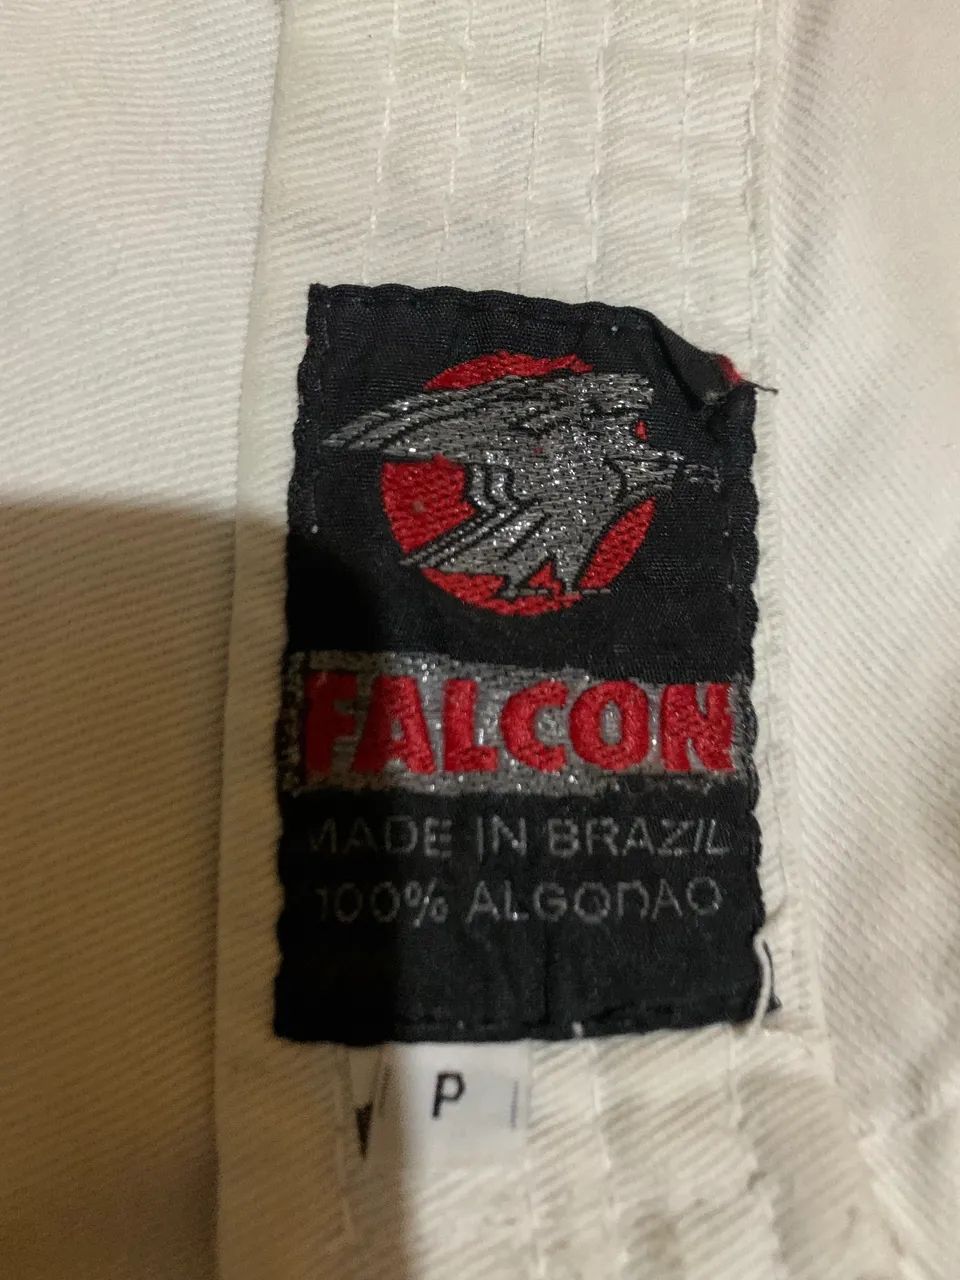 FALCON
MADE IN BRAZIL
100% ALGODAO
P